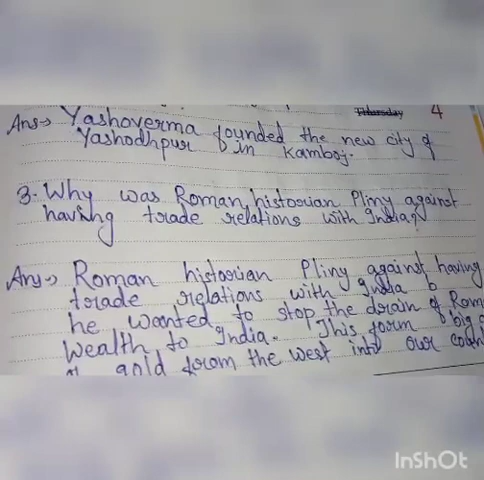 Thursday 4
Ans→ Yashoverma founded the new city of
Yashodhpur in Kamboj.
3. Why was Roman historian Pliny against
having trade relations with India?
Ans→ Roman historian Pliny against having
trade relations with India b
he wanted to stop the drain of Rom
Wealth to India. This form big
gold from the west into our coun
InShOt